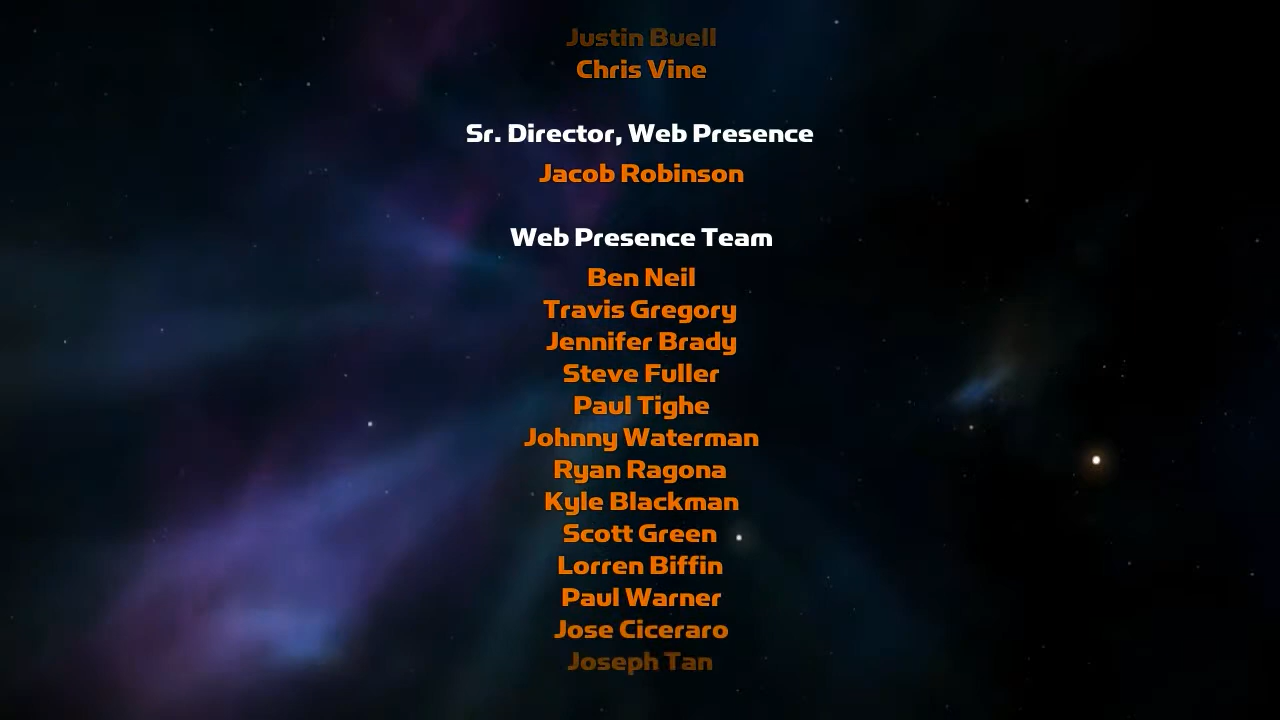 Justin Buell
Chris Vine
Sr. Director, Web Presence
Jacob Robinson
Web Presence Team
Ben Neil
Travis Gregory
Jennifer Brady
Steve Fuller
Paul Tighe
Johnny Waterman
Ryan Ragona
Kyle Blackman
Scott Green
Lorren Biffin
Paul Warner
Jose Ciceraro
Joseph Tan